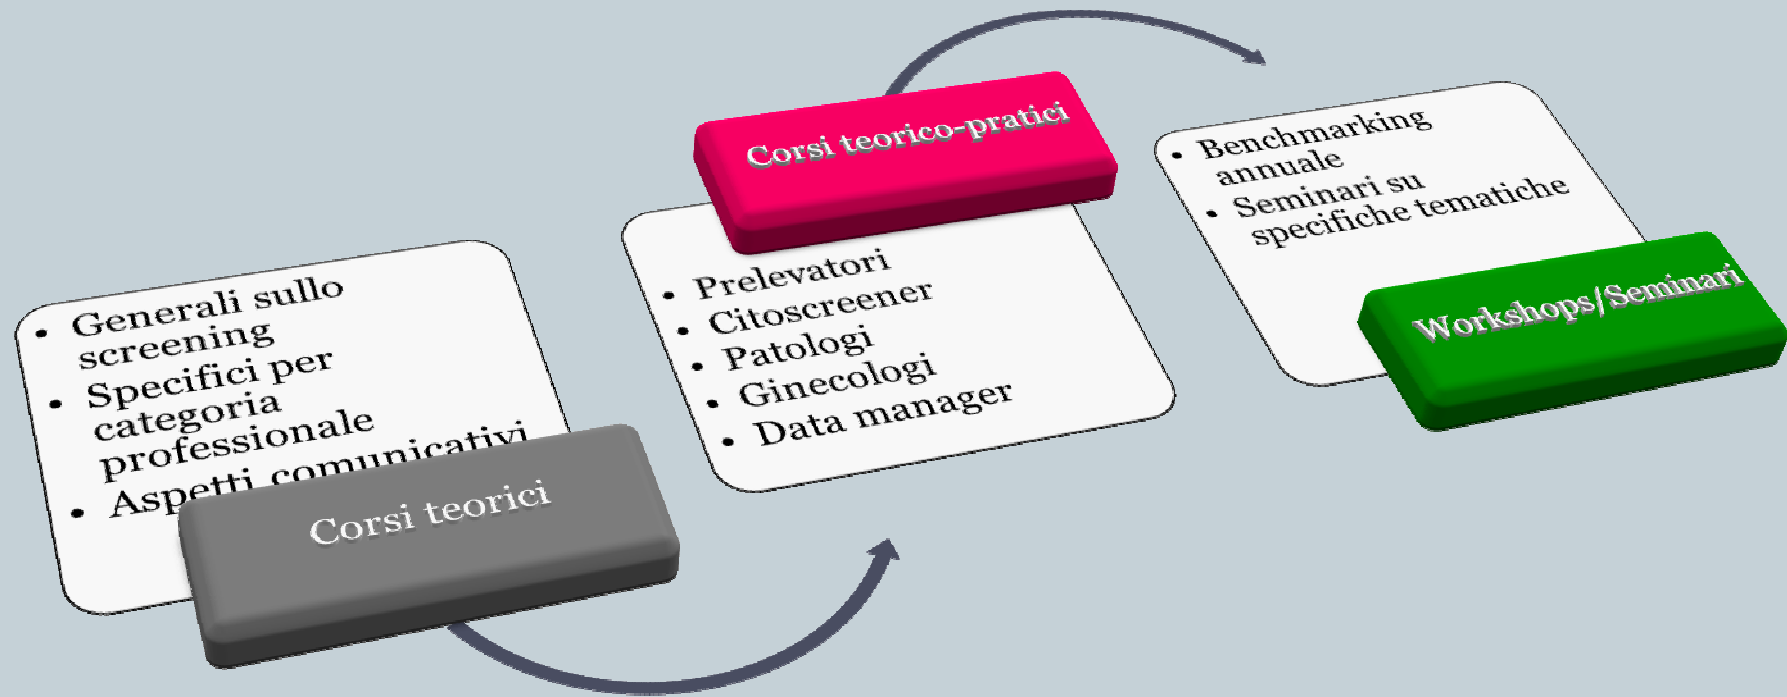 • Generali sullo
screening
• Specifici per
categoria
professionale
• Aspetti comunicativi
Corsi teorici
Corsi teorico-pratici
• Prelevatori
• Citoscreener
• Patologi
• Ginecologi
• Data manager
• Benchmarking
annuale
• Seminari su
specifiche tematiche
Workshops/Seminari